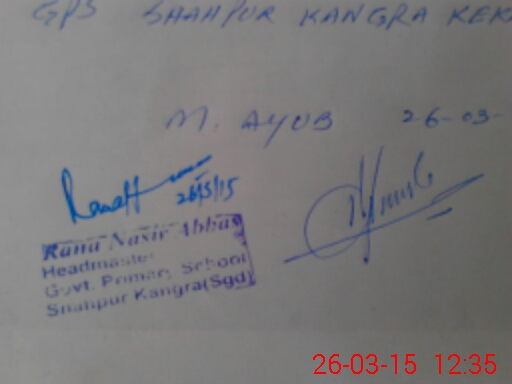 GPS SHAHPUR KANGRA
M. AYUB 26-03-
26/3/15
Rana Nasir Abbas
Headmaster
Govt. Primary School
Shahpur Kangra(Sgd)
26-03-15 12:35